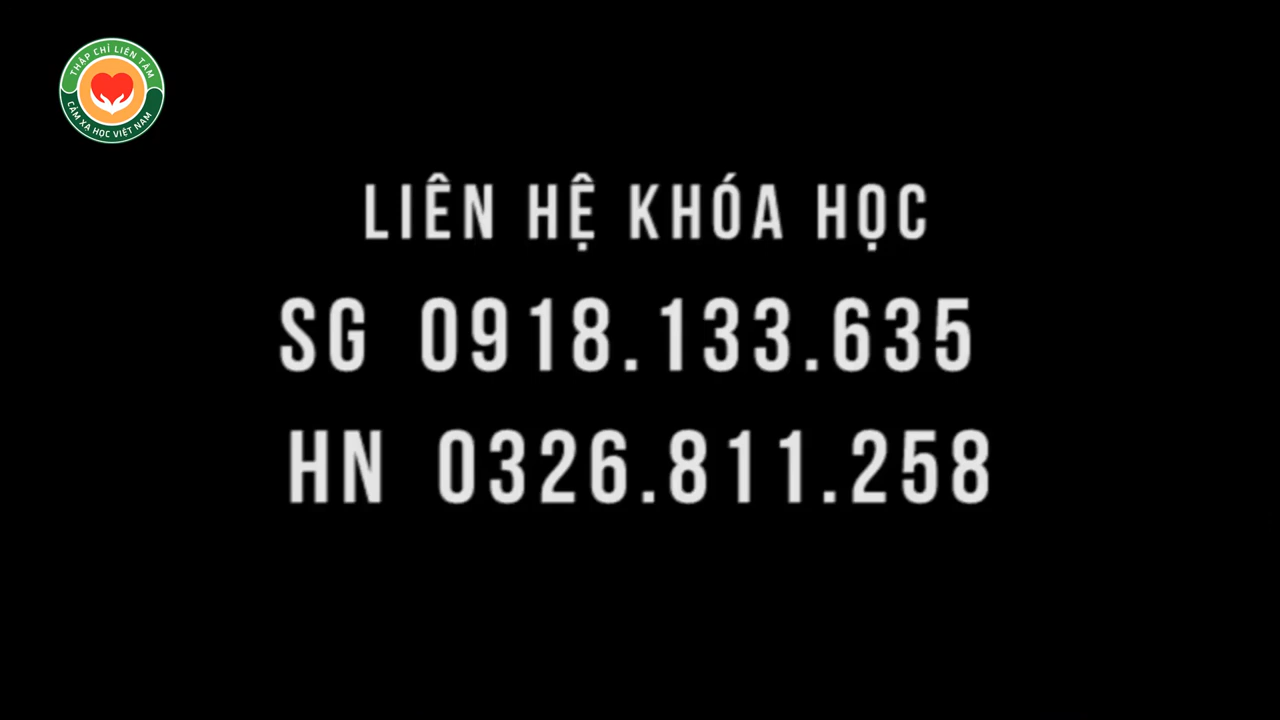 THẬP CHỈ LIÊN TÂM
CẢM XẠ HỌC VIỆT NAM
LIÊN HỆ KHÓA HỌC
SG 0918.133.635
HN 0326.811.258